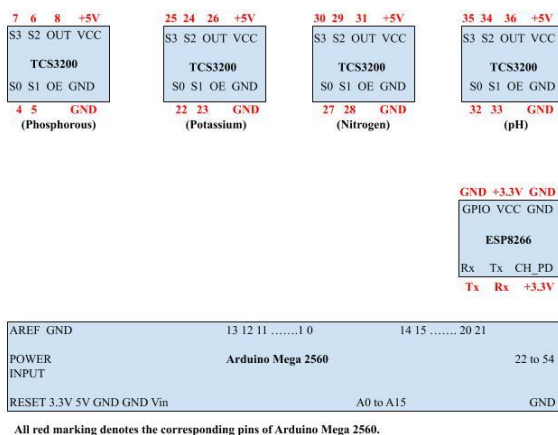 7 6 8 +5V
S3 S2 OUT VCC
TCS3200
S0 S1 OE GND
4 5 GND
(Phosphorous)
25 24 26 +5V
S3 S2 OUT VCC
TCS3200
S0 S1 OE GND
22 23 GND
(Potassium)
30 29 31 +5V
S3 S2 OUT VCC
TCS3200
S0 S1 OE GND
27 28 GND
(Nitrogen)
35 34 36 +5V
S3 S2 OUT VCC
TCS3200
S0 S1 OE GND
32 33 GND
(pH)
GND +3.3V GND
GPIO VCC GND
ESP8266
Rx Tx CH_PD
Tx Rx +3.3V
AREF GND 13 12 11 .......1 0 14 15 ....... 20 21
POWER Arduino Mega 2560 22 to 54
INPUT
RESET 3.3V 5V GND GND Vin A0 to A15 GND
All red marking denotes the corresponding pins of Arduino Mega 2560.